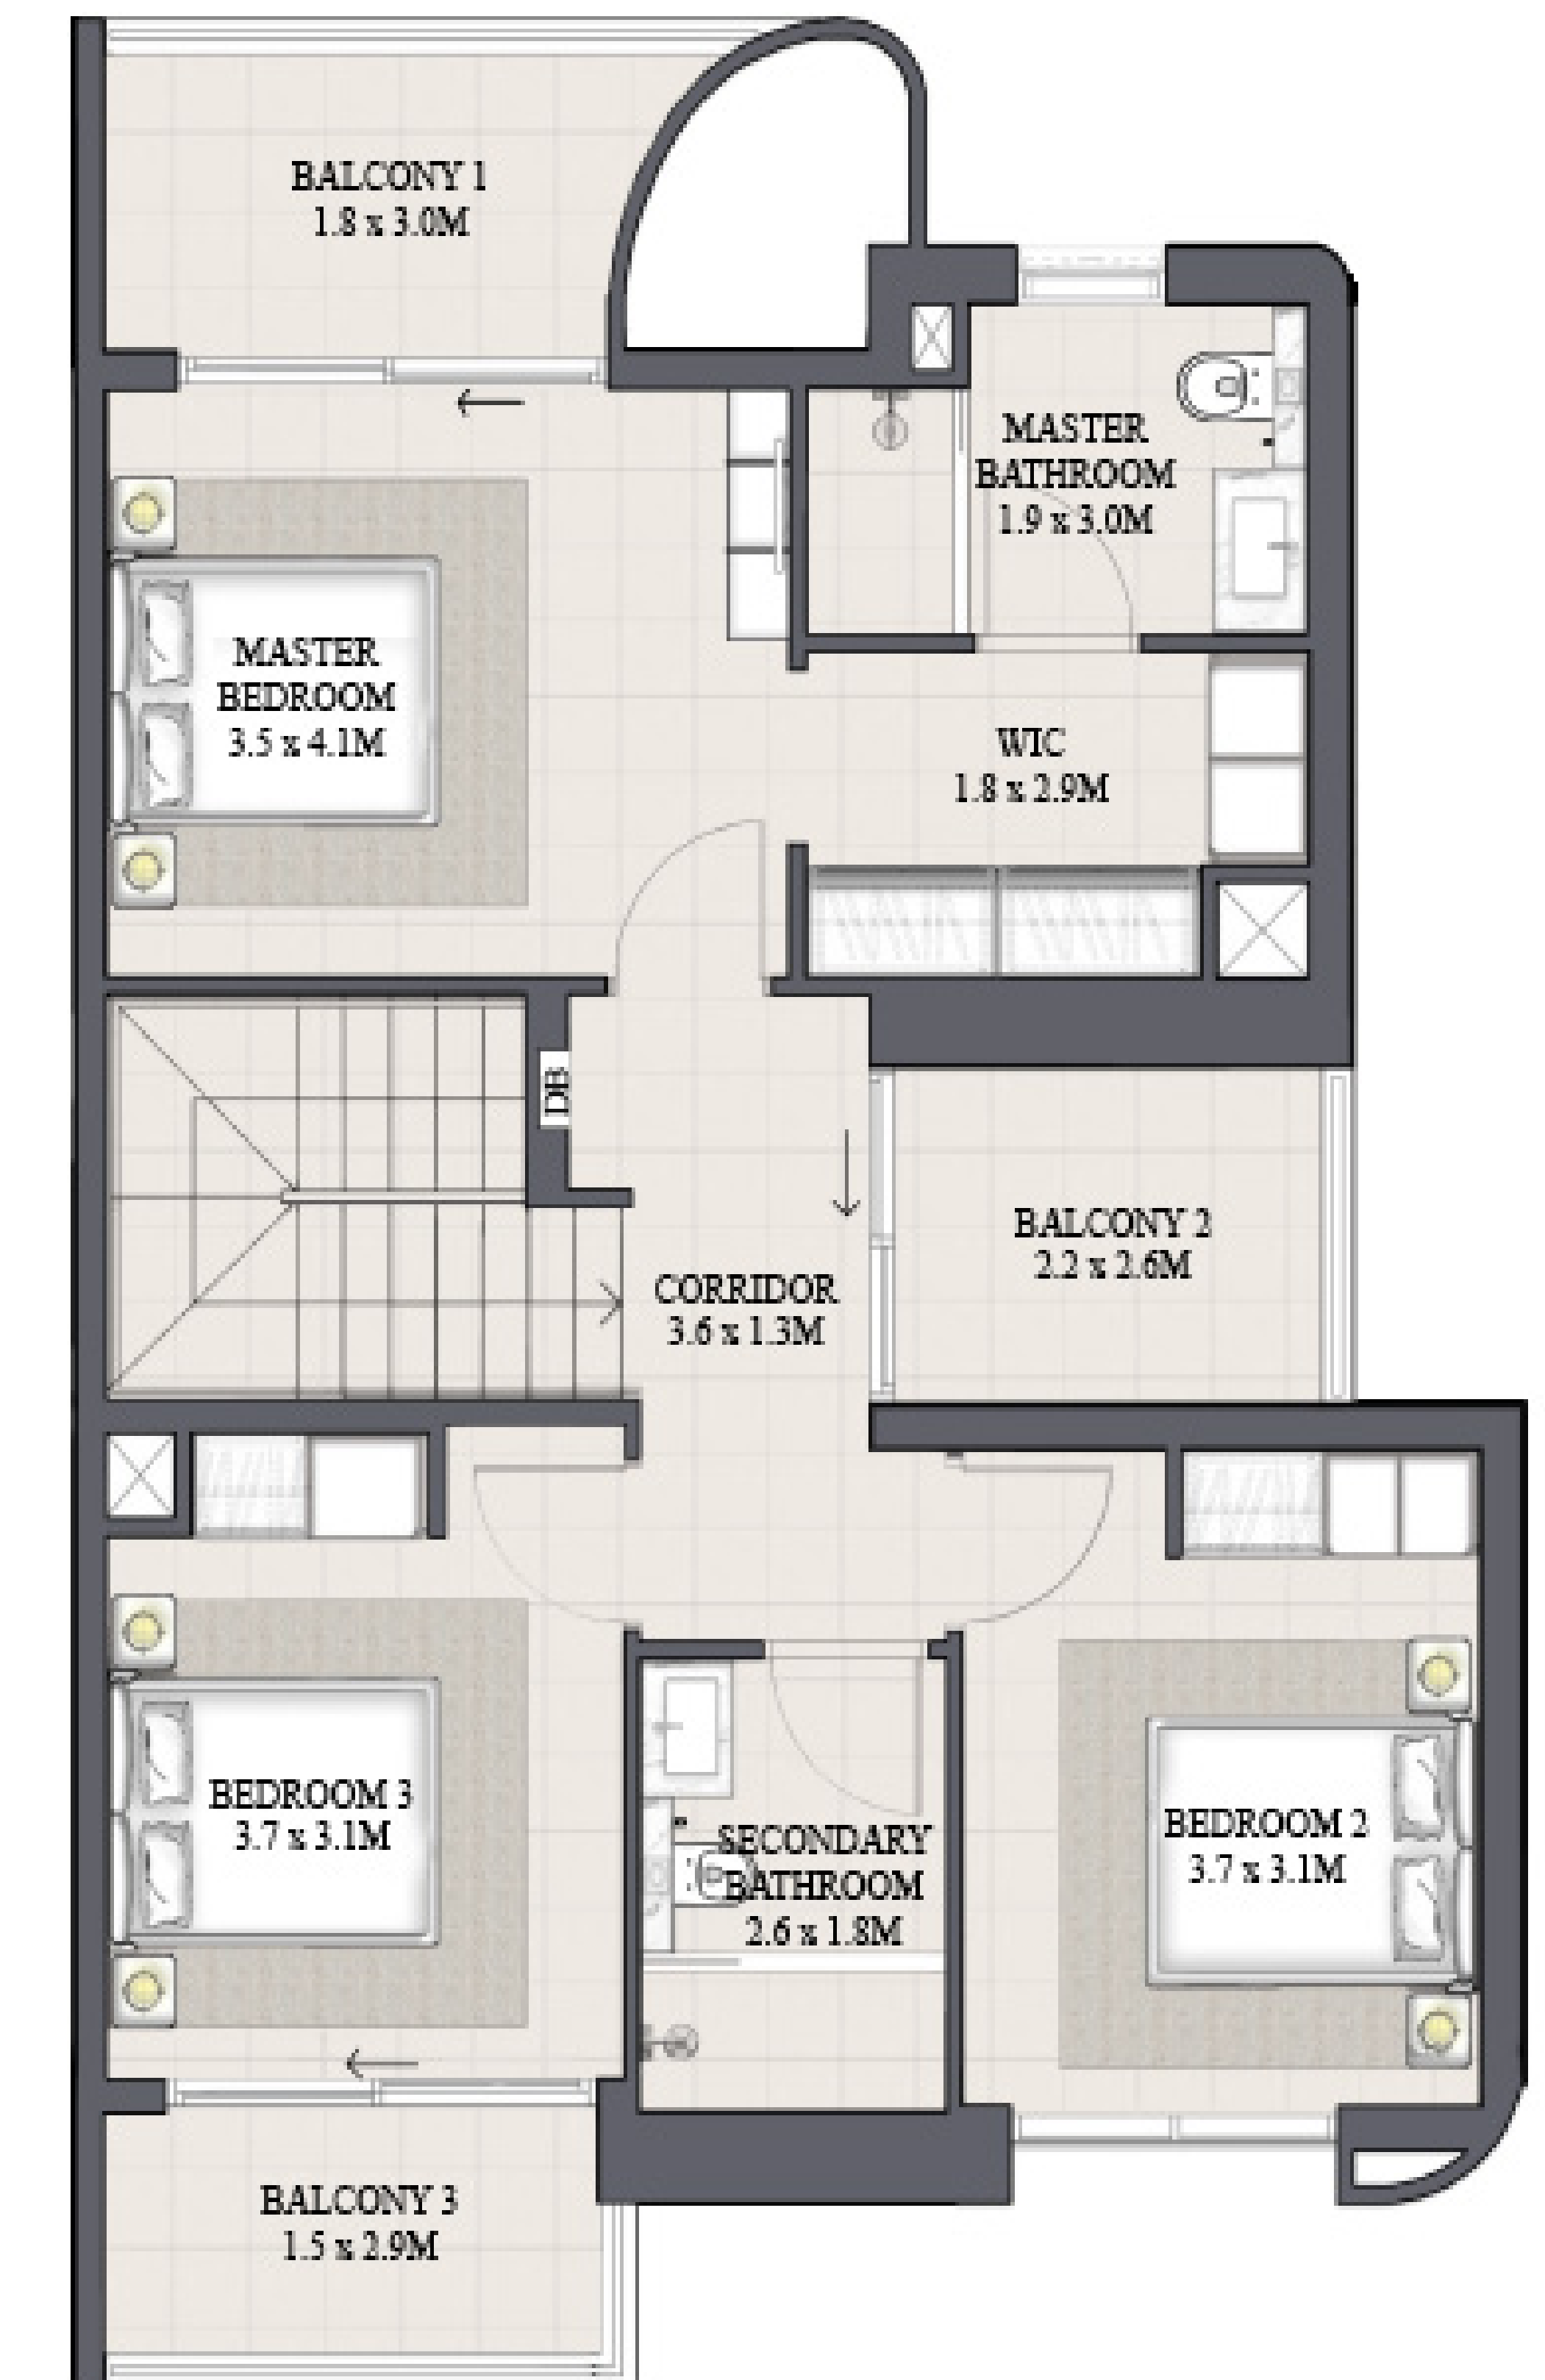 BALCONY 1
1.8 x 3.0M
MASTER
BATHROOM
1.9 x 3.0M
MASTER
BEDROOM
3.5 x 4.1M
WIC
1.8 x 2.9M
DB
BALCONY 2
2.2 x 2.6M
CORRIDOR
3.6 x 1.3M
BEDROOM 3
3.7 x 3.1M
SECONDARY
BATHROOM
2.6 x 1.8M
BEDROOM 2
3.7 x 3.1M
BALCONY 3
1.5 x 2.9M